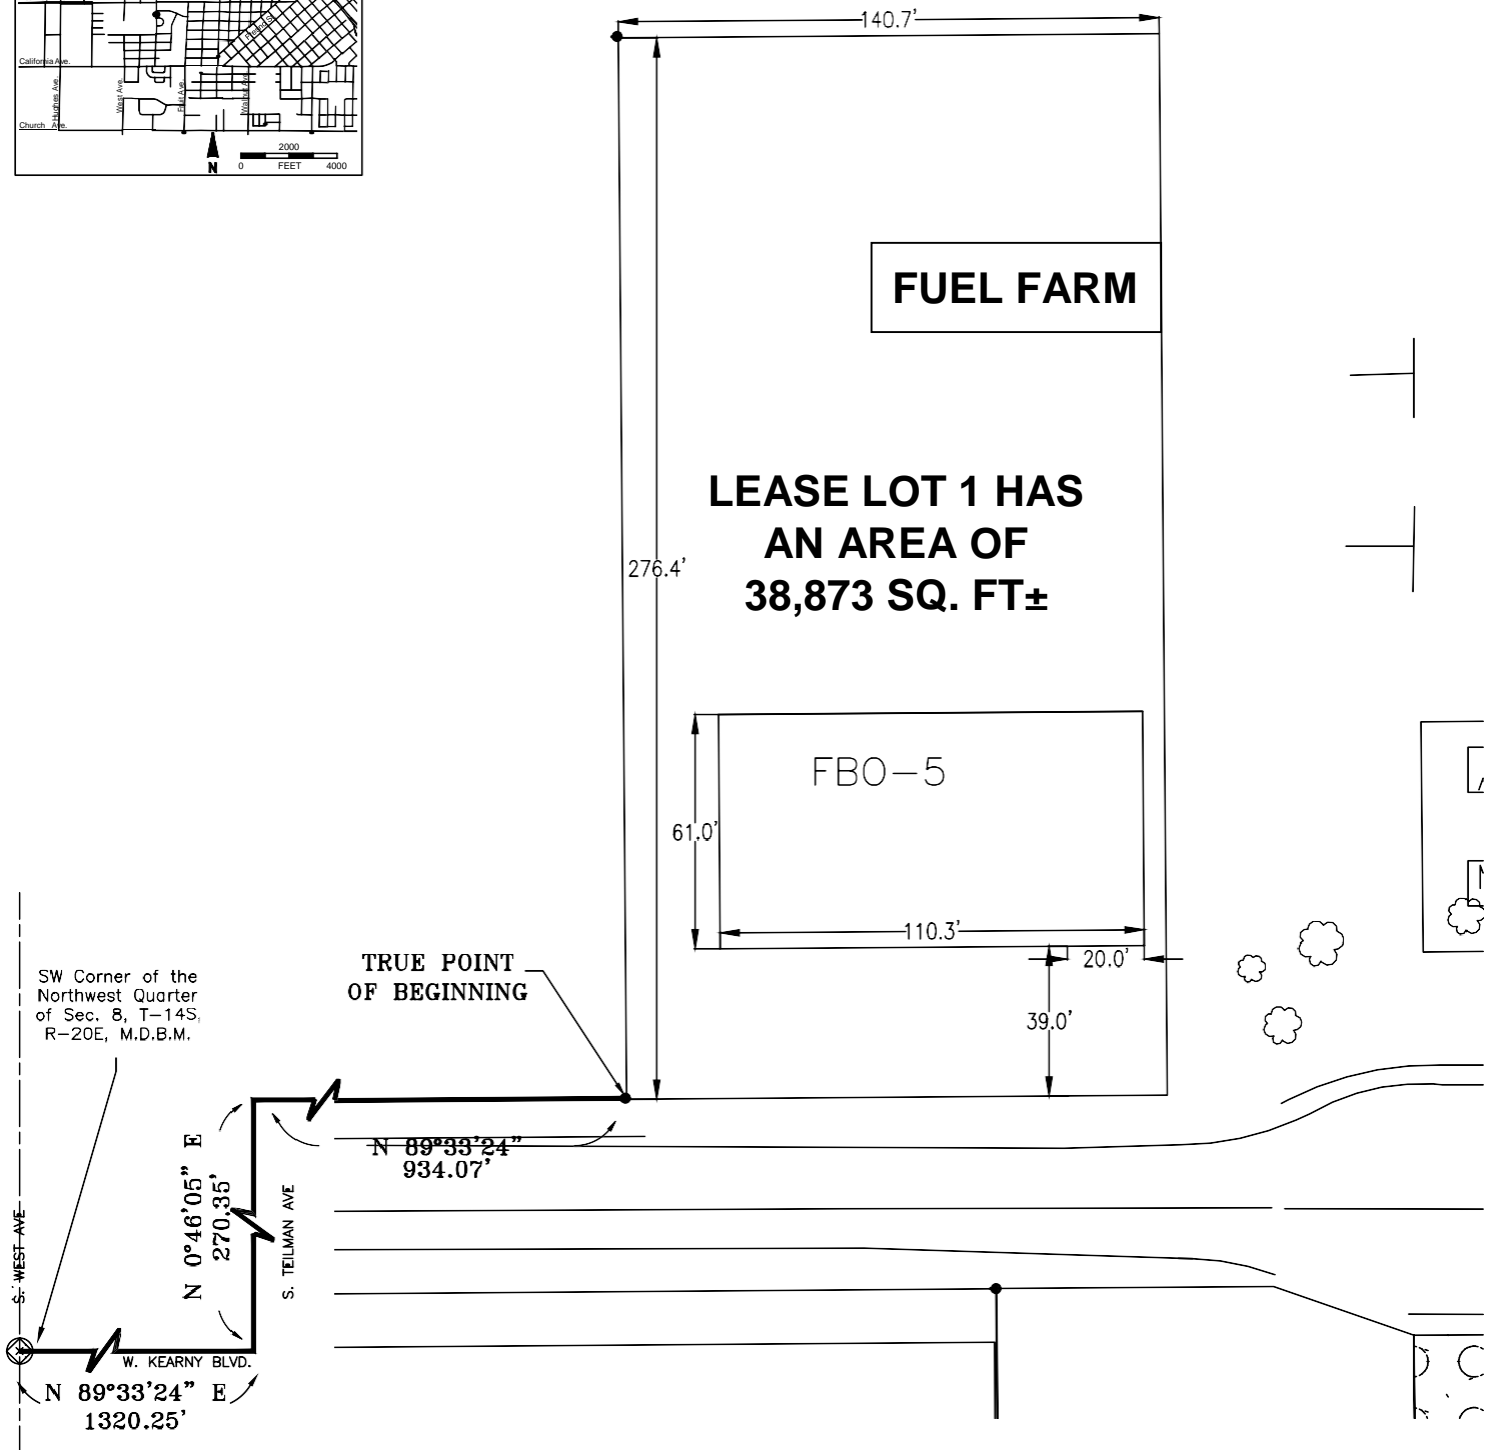 California Ave.
Hughes Ave.
West Ave.
Fruit Ave.
Walnut Ave.
Fresno St.
Church Ave.
N
2000
0 FEET 4000
140.7'
FUEL FARM
LEASE LOT 1 HAS
AN AREA OF
38,873 SQ. FT±
276.4'
FBO-5
61.0'
110.3'
20.0'
39.0'
TRUE POINT
OF BEGINNING
SW Corner of the
Northwest Quarter
of Sec. 8, T-14S,
R-20E, M.D.B.M.
N 89°33'24"
934.07'
N 0°46'05" E
270.35'
S. TEILMAN AVE
S. WEST AVE
W. KEARNY BLVD.
N 89°33'24" E
1320.25'